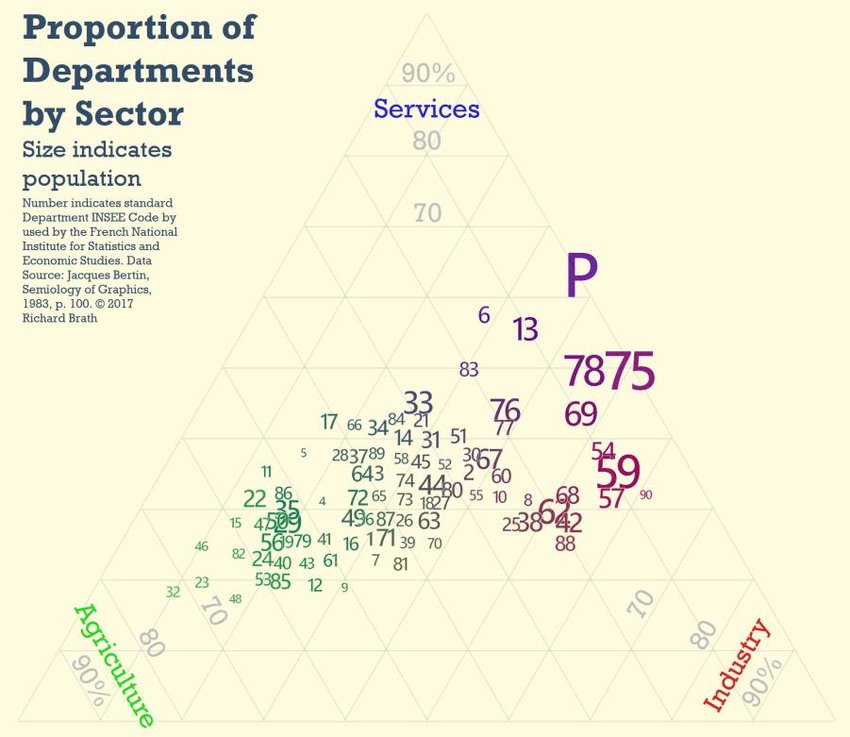 Proportion of
Departments
by Sector
Size indicates
population
Number indicates standard
Department INSEE Code by
used by the French National
Institute for Statistics and
Economic Studies. Data
Source: Jacques Bertin,
Semiology of Graphics,
1983, p. 100. © 2017
Richard Brath
90%
Services
80
70
P
6
13
83
78 75
33 76 69
17 66 34 84 21 77
14 31 51
5 28 37 89 58 45 52 30 67 54
11 64 3 74 2 60 59
22 86 4 72 65 73 44 80 55 10 8 68 57 90
35 18 27 62
15 47 50 29 49 36 87 26 63 25 38 42
46 56 19 79 41 16 1 71 39 70 88
82 24 40 43 61 7 81
32 23 53 85 12 9
48
70
80
90%
Agriculture
70
80
90%
Industry